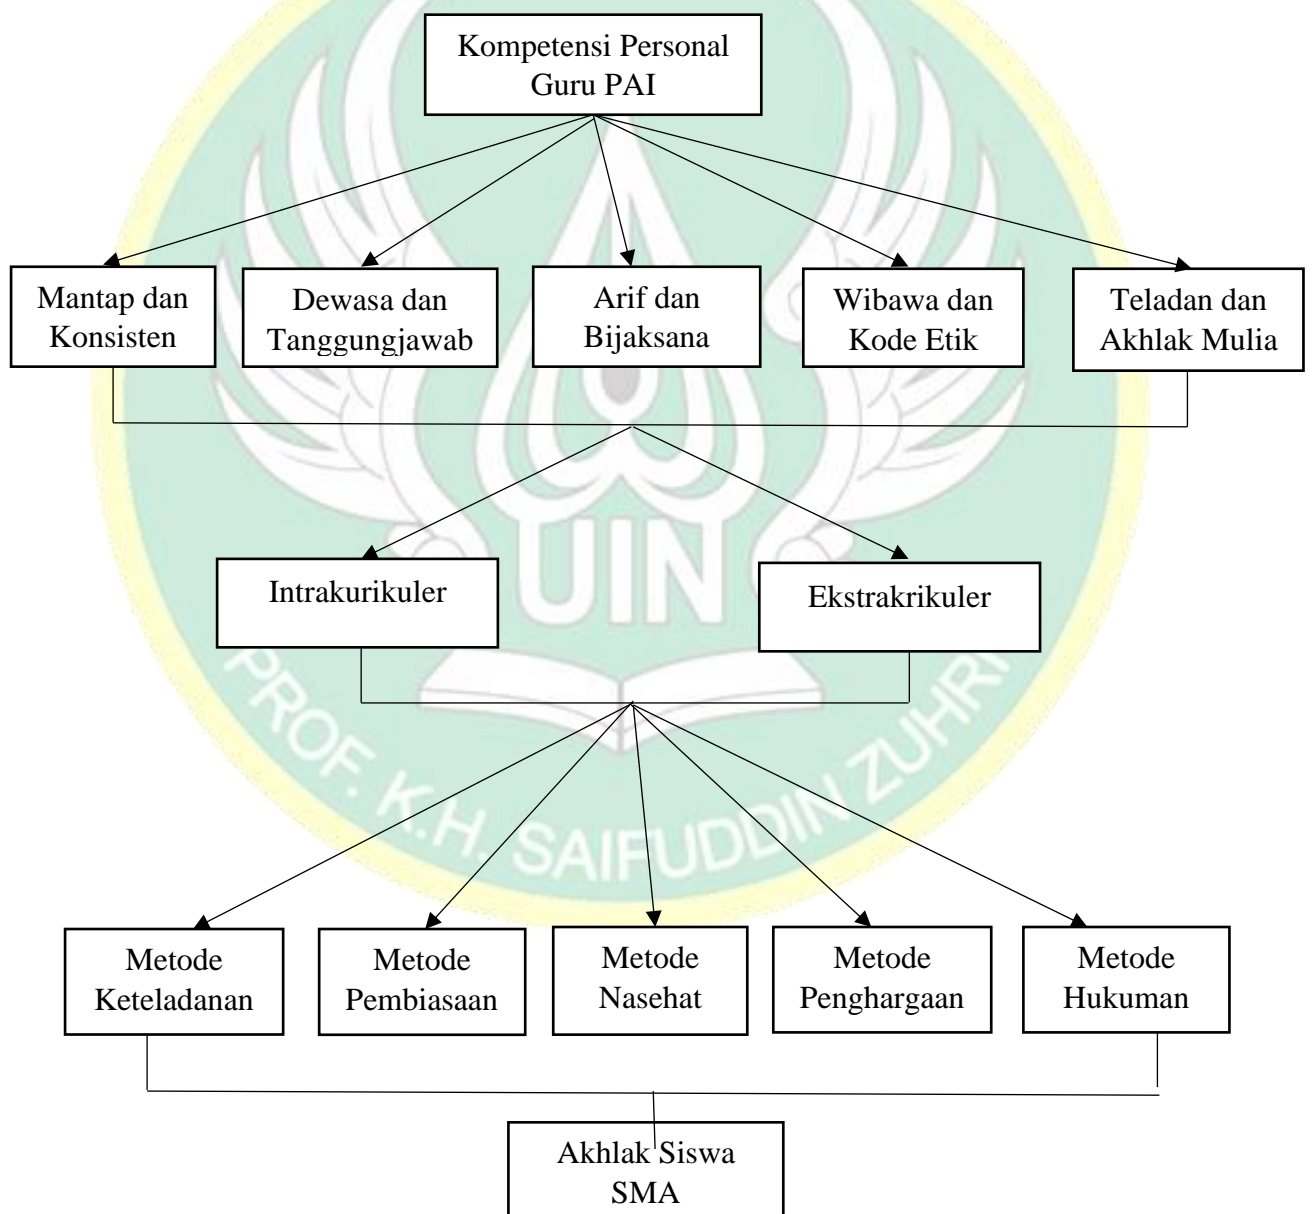 Kompetensi Personal
Guru PAI
Mantap dan
Konsisten
Dewasa dan
Tanggungjawab
Arif dan
Bijaksana
Wibawa dan
Kode Etik
Teladan dan
Akhlak Mulia
Intrakurikuler
Ekstrakrikuler
UIN
PROF. K.H. SAIFUDDIN ZUHRI
Metode
Keteladanan
Metode
Pembiasaan
Metode
Nasehat
Metode
Penghargaan
Metode
Hukuman
Akhlak Siswa
SMA